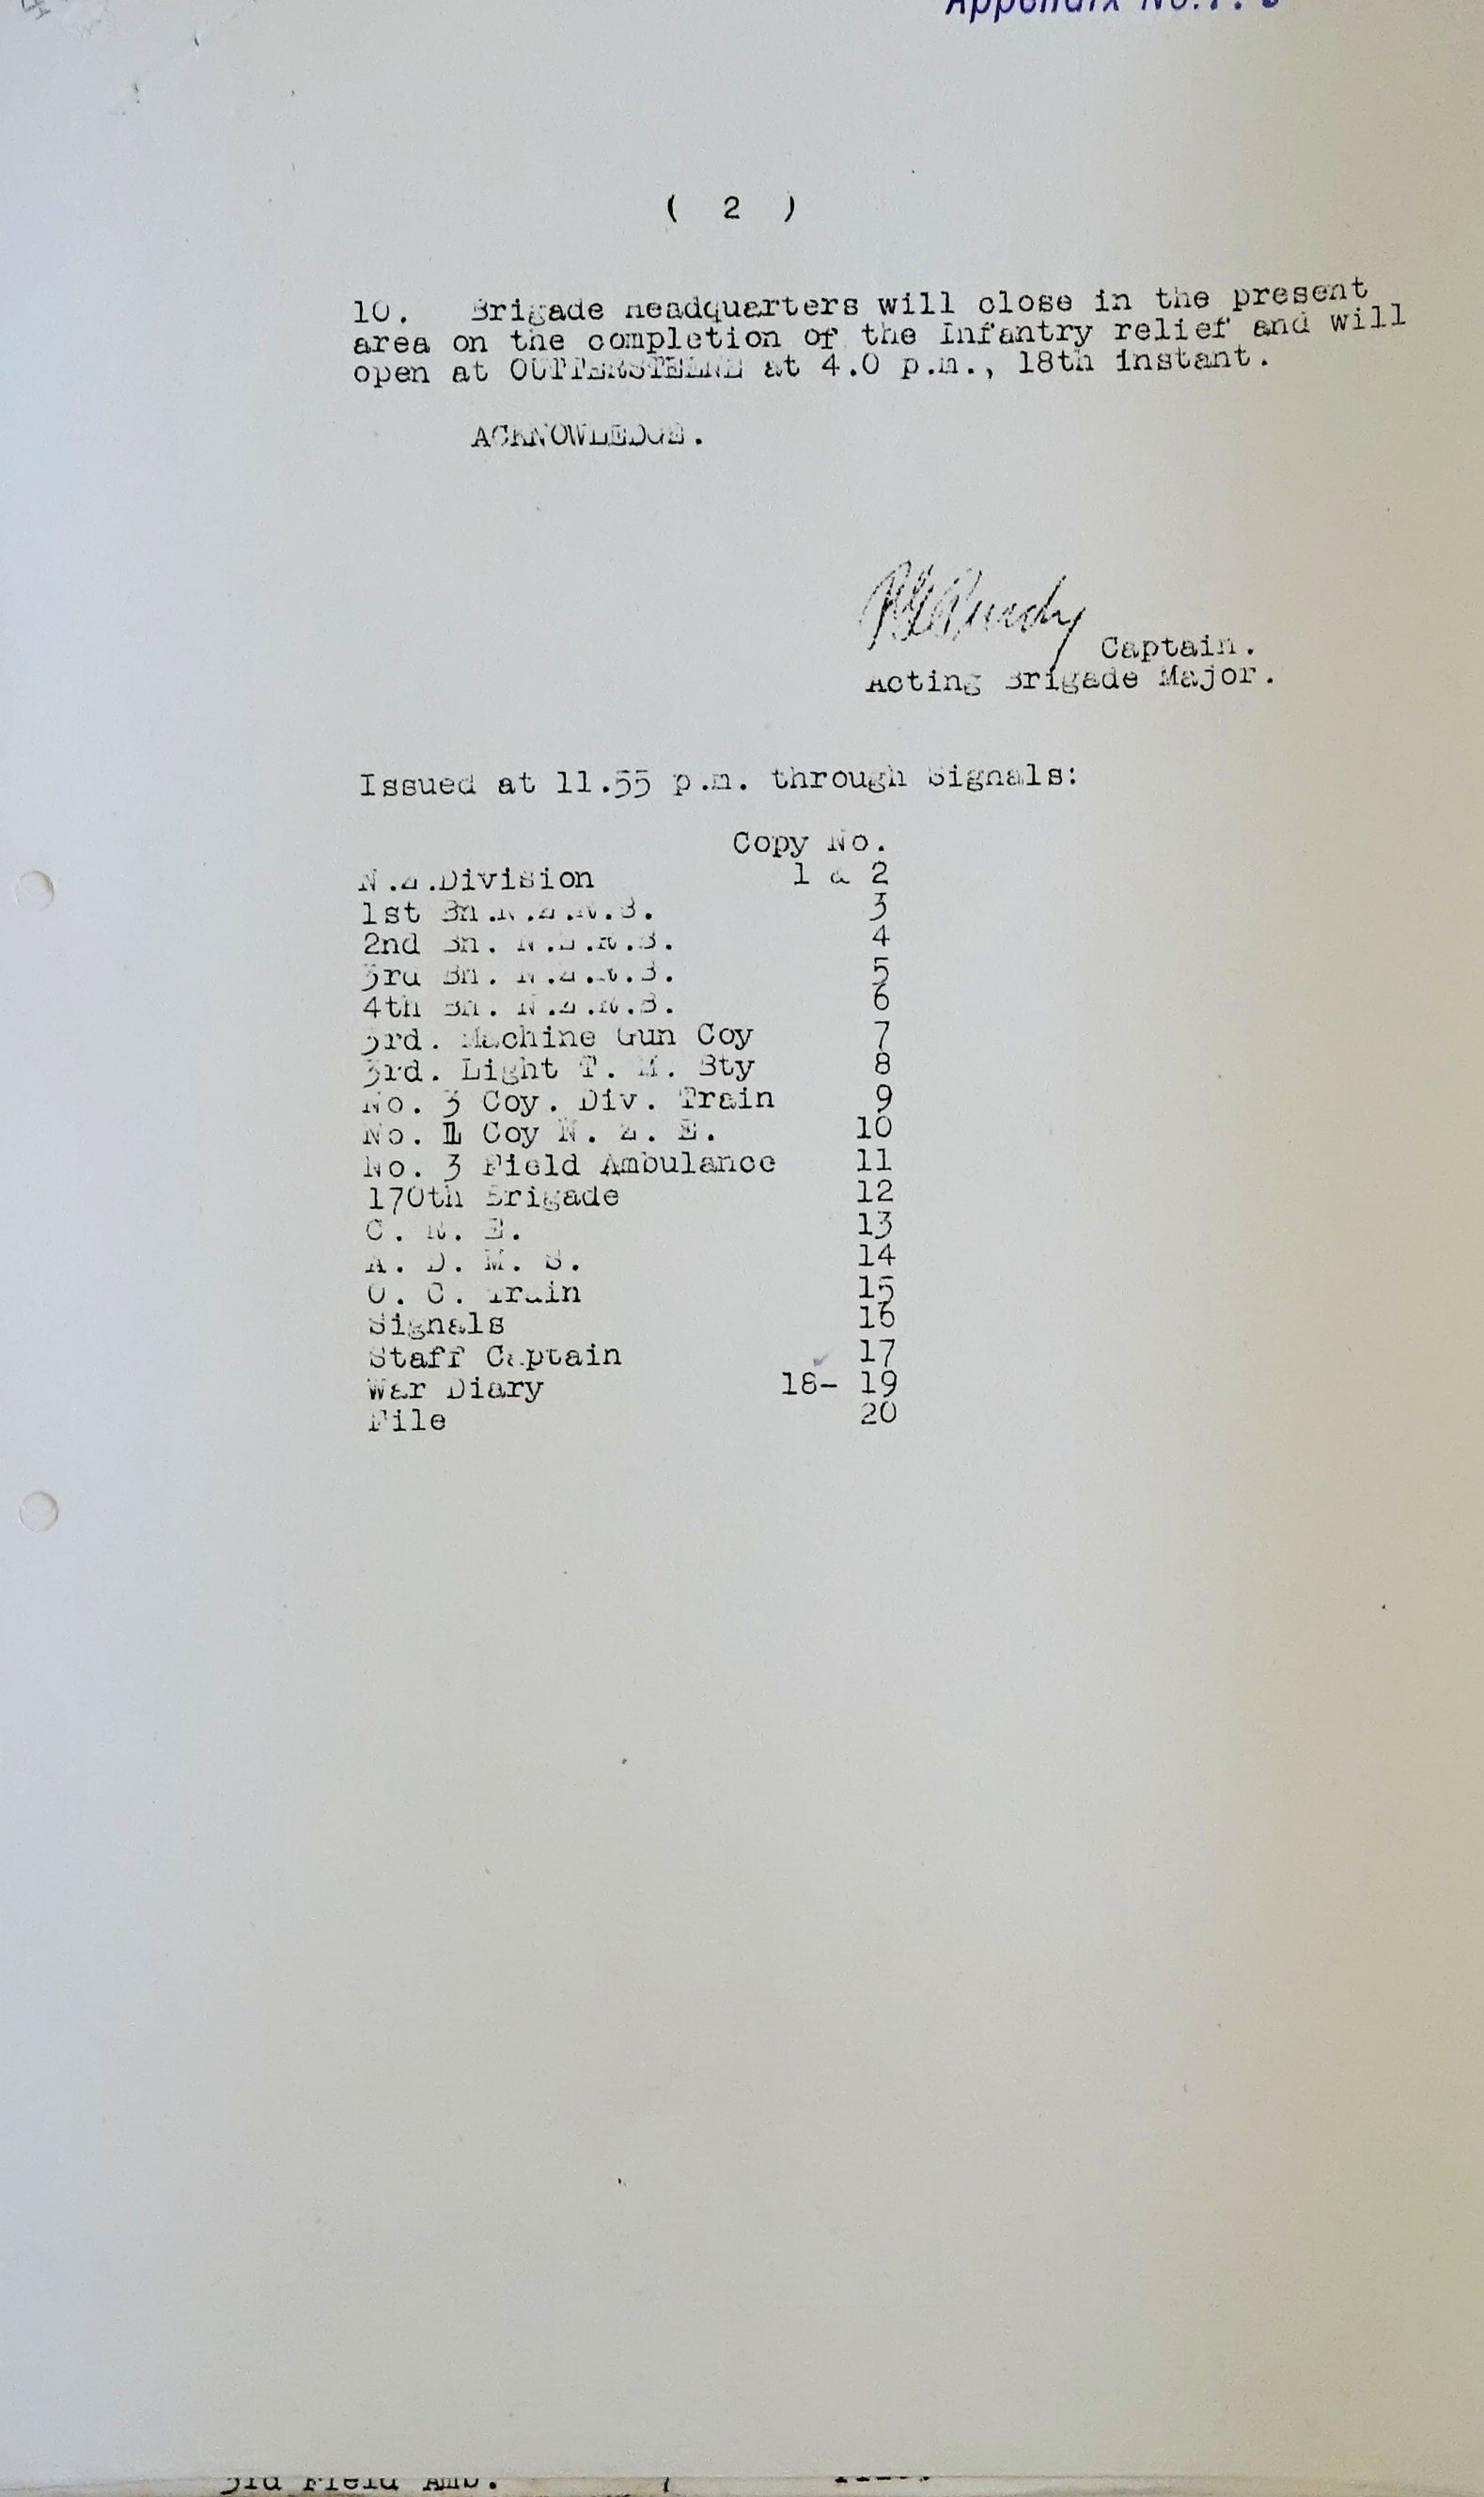 Appendix No.
( 2 )
10. Brigade Headquarters will close in the present
area on the completion of the Infantry relief and will
open at OUTTERSTEENE at 4.0 p.m., 18th instant.
ACKNOWLEDGE.
Captain.
Acting Brigade Major.
Issued at 11.55 p.m. through Signals:
Copy No.
N.Z.Division 1 & 2
1st Bn.N.Z.R.B. 3
2nd Bn. N.Z.R.B. 4
3rd Bn. N.Z.R.B. 5
4th Bn. N.Z.R.B. 6
3rd. Machine Gun Coy 7
3rd. Light T. M. Bty 8
No. 3 Coy. Div. Train 9
No. 1 Coy N. Z. E. 10
No. 3 Field Ambulance 11
170th Brigade 12
C. R. E. 13
A. D. M. S. 14
O. C. Train 15
Signals 16
Staff Captain 17
War Diary 18- 19
File 20
3rd Field Amb.